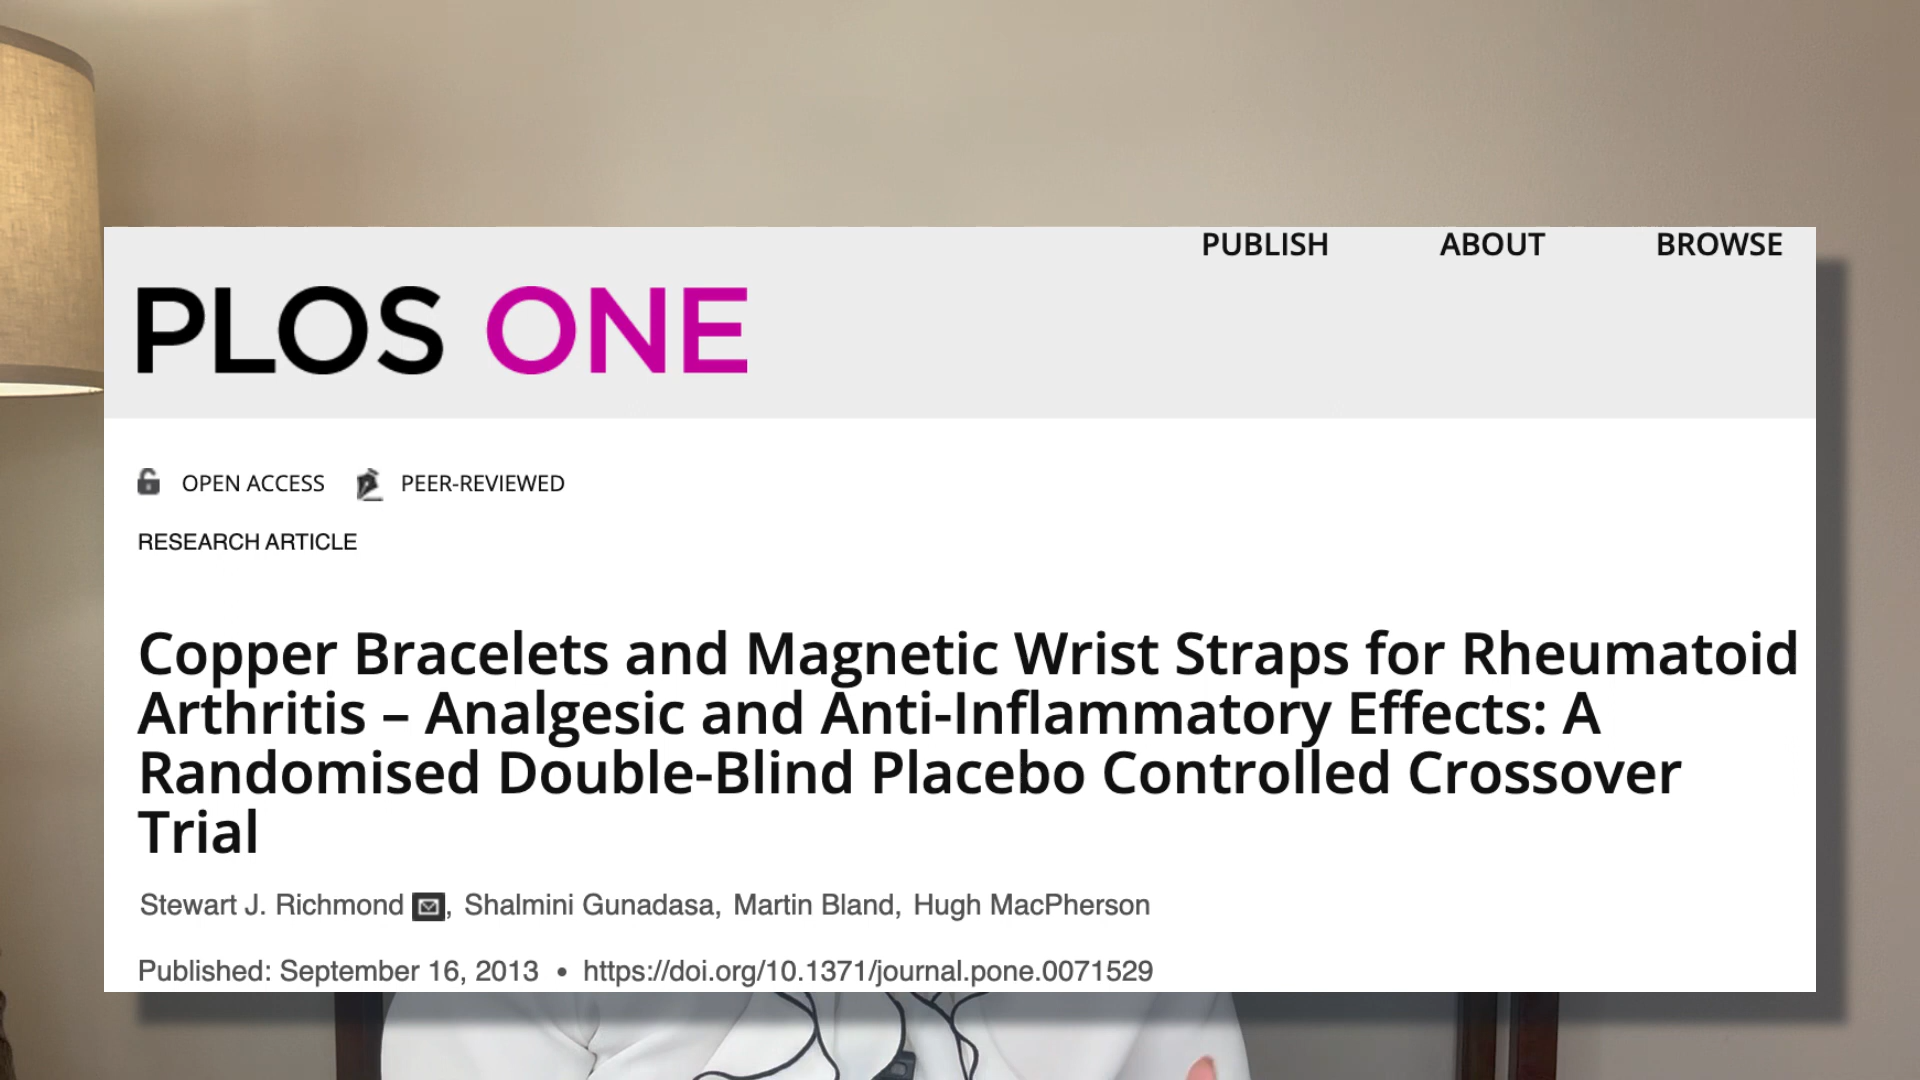 PUBLISH ABOUT BROWSE
PLOS ONE
OPEN ACCESS PEER-REVIEWED
RESEARCH ARTICLE
Copper Bracelets and Magnetic Wrist Straps for Rheumatoid
Arthritis – Analgesic and Anti-Inflammatory Effects: A
Randomised Double-Blind Placebo Controlled Crossover
Trial
Stewart J. Richmond, Shalmini Gunadasa, Martin Bland, Hugh MacPherson
Published: September 16, 2013 • https://doi.org/10.1371/journal.pone.0071529